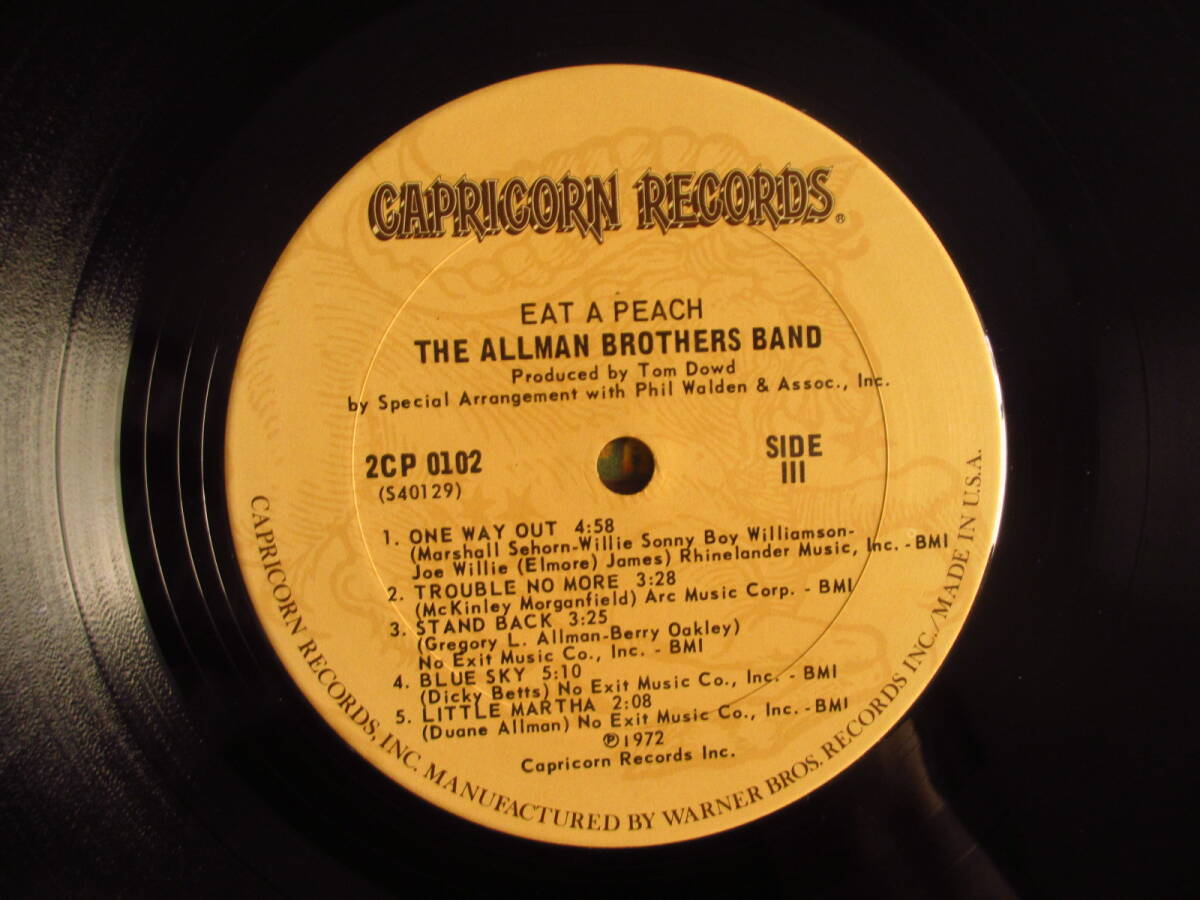 CAPRICORN RECORDS®
EAT A PEACH
THE ALLMAN BROTHERS BAND
Produced by Tom Dowd
by Special Arrangement with Phil Walden & Assoc., Inc.
2CP 0102
(S40129)
SIDE
III
1. ONE WAY OUT 4:58
(Marshall Sehorn-Willie Sonny Boy Williamson-
Joe Willie (Elmore) James) Rhinelander Music, Inc. - BMI
2. TROUBLE NO MORE 3:28
(McKinley Morganfield) Arc Music Corp. - BMI
3. STAND BACK 3:25
(Gregory L. Allman-Berry Oakley)
No Exit Music Co., Inc. - BMI
4. BLUE SKY 5:10
(Dicky Betts) No Exit Music Co., Inc. - BMI
5. LITTLE MARTHA 2:08
(Duane Allman) No Exit Music Co., Inc. - BMI
℗1972
Capricorn Records Inc.
CAPRICORN RECORDS, INC. MANUFACTURED BY WARNER BROS. RECORDS INC./MADE IN U.S.A.